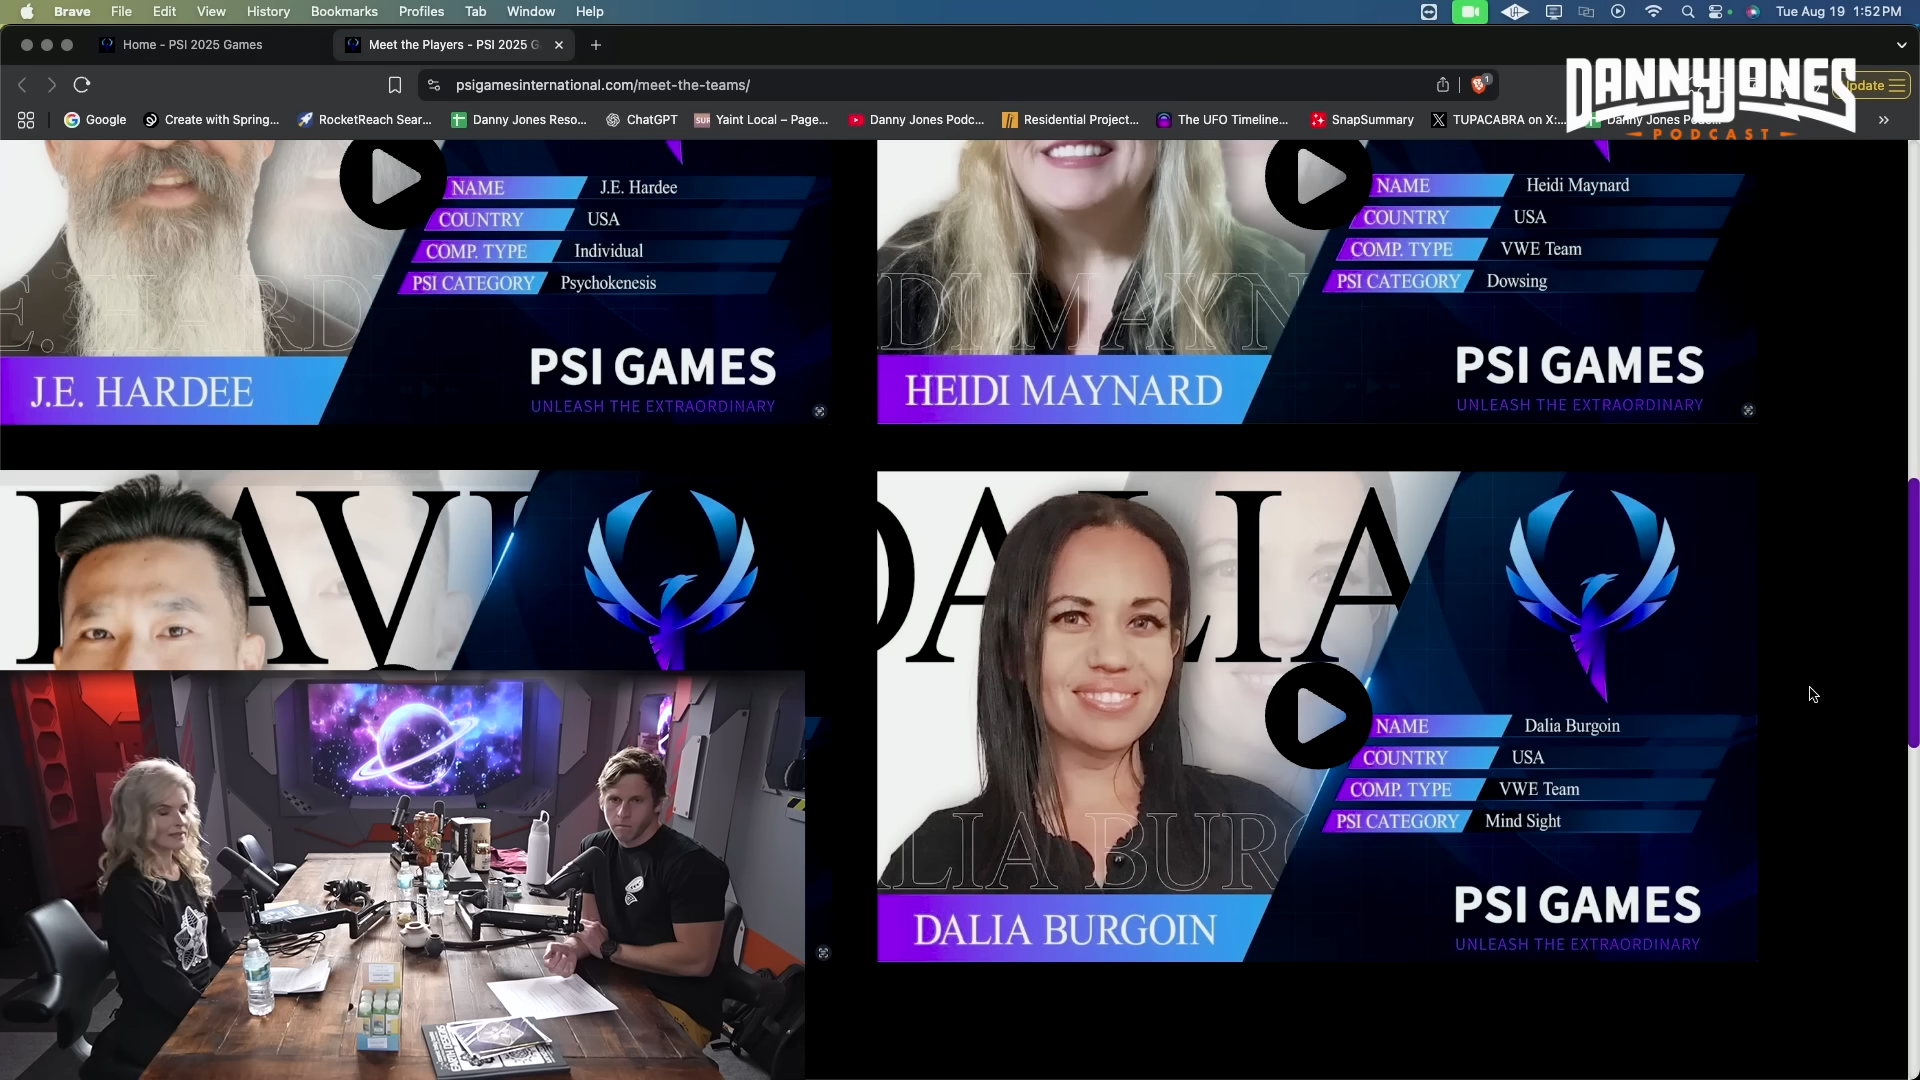 Brave File Edit View History Bookmarks Profiles Tab Window Help
Tue Aug 19 1:52 PM
Home - PSI 2025 Games
Meet the Players - PSI 2025 G
psigamesinternational.com/meet-the-teams/
1
DANNY JONES
PODCAST
Google
Create with Spring...
RocketReach Sear...
Danny Jones Reso...
ChatGPT
Yaint Local – Page...
Danny Jones Podc...
Residential Project...
The UFO Timeline...
SnapSummary
TUPACABRA on X:...
NAME J.E. Hardee
COUNTRY USA
COMP. TYPE Individual
PSI CATEGORY Psychokenesis
PSI GAMES
UNLEASH THE EXTRAORDINARY
J.E. HARDEE
NAME Heidi Maynard
COUNTRY USA
COMP. TYPE VWE Team
PSI CATEGORY Dowsing
PSI GAMES
UNLEASH THE EXTRAORDINARY
HEIDI MAYNARD
DALIA
NAME Dalia Burgoin
COUNTRY USA
COMP. TYPE VWE Team
PSI CATEGORY Mind Sight
PSI GAMES
UNLEASH THE EXTRAORDINARY
DALIA BURGOIN